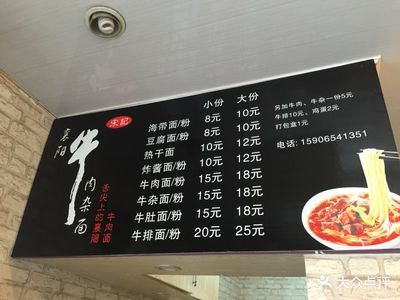 襄阳
牛
肉杂面
宋記
舌尖上的襄阳
牛肉面
小份 大份
海带面/粉 8元 10元
豆腐面/粉 8元 10元
热干面 10元 12元
炸酱面/粉 10元 12元
牛肉面/粉 15元 18元
牛杂面/粉 15元 18元
牛肚面/粉 15元 18元
牛排面/粉 20元 25元
另加牛肉、牛杂一份5元
牛排10元、鸡蛋2元
打包盒1元
电话: 15906541351
大众点评